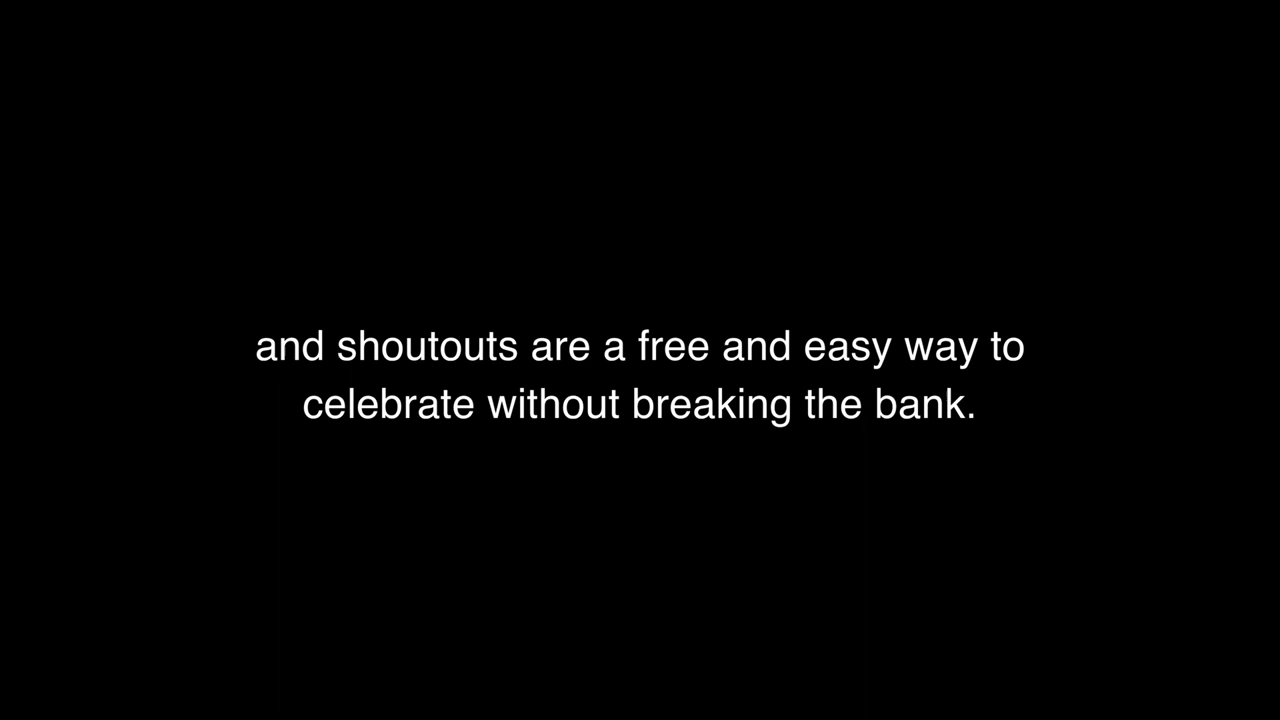 and shoutouts are a free and easy way to
celebrate without breaking the bank.